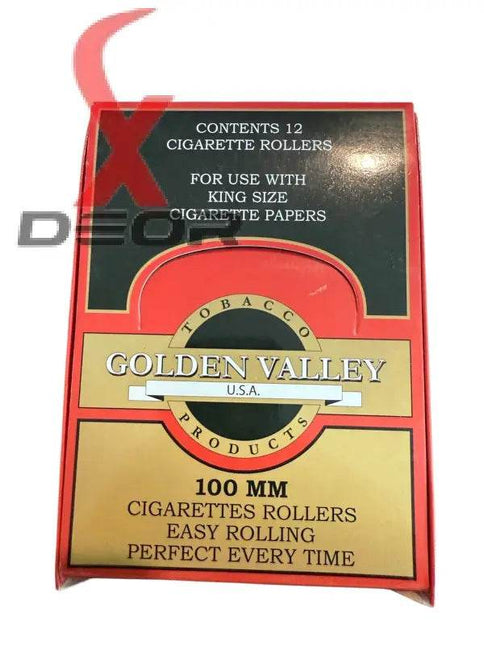 CONTENTS 12
CIGARETTE ROLLERS
FOR USE WITH
KING SIZE
CIGARETTE PAPERS
X
DEOR
TOBACCO
GOLDEN VALLEY
U.S.A.
PRODUCTS
100 MM
CIGARETTES ROLLERS
EASY ROLLING
PERFECT EVERY TIME